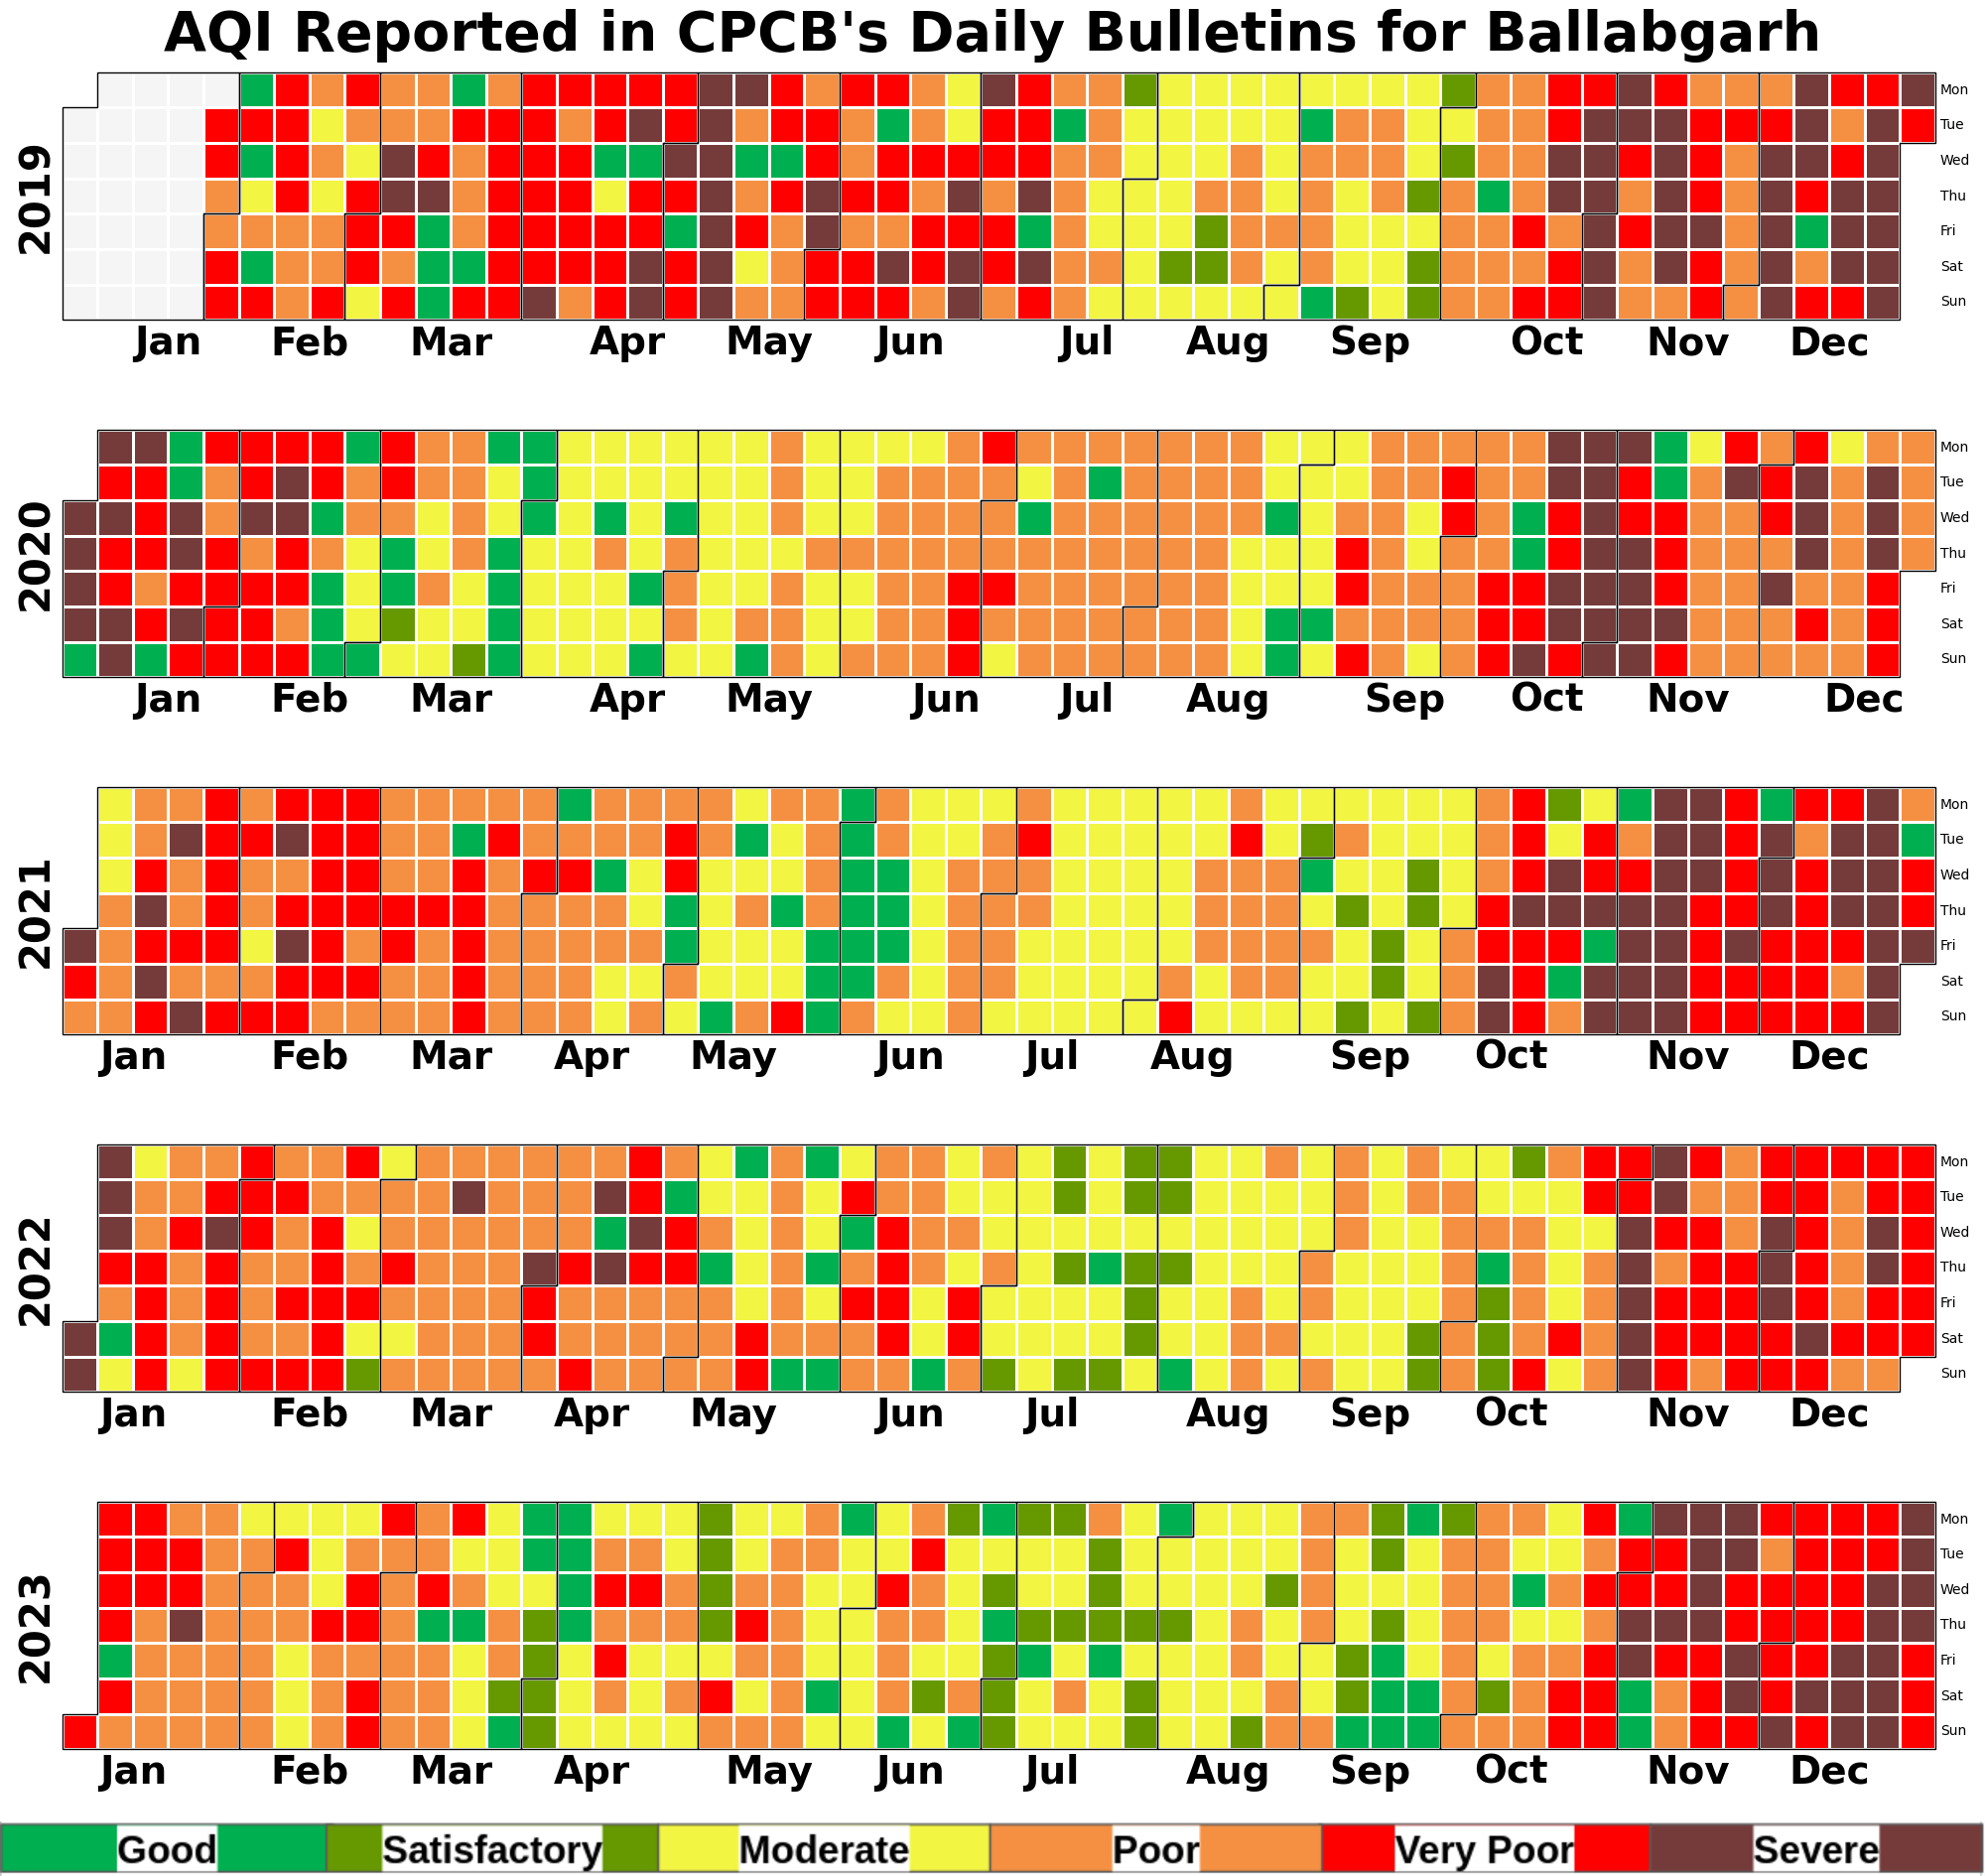 AQI Reported in CPCB's Daily Bulletins for Ballabgarh
2019
Mon
Tue
Wed
Thu
Fri
Sat
Sun
Jan Feb Mar Apr May Jun Jul Aug Sep Oct Nov Dec
2020
Mon
Tue
Wed
Thu
Fri
Sat
Sun
Jan Feb Mar Apr May Jun Jul Aug Sep Oct Nov Dec
2021
Mon
Tue
Wed
Thu
Fri
Sat
Sun
Jan Feb Mar Apr May Jun Jul Aug Sep Oct Nov Dec
2022
Mon
Tue
Wed
Thu
Fri
Sat
Sun
Jan Feb Mar Apr May Jun Jul Aug Sep Oct Nov Dec
2023
Mon
Tue
Wed
Thu
Fri
Sat
Sun
Jan Feb Mar Apr May Jun Jul Aug Sep Oct Nov Dec
Good Satisfactory Moderate Poor Very Poor Severe